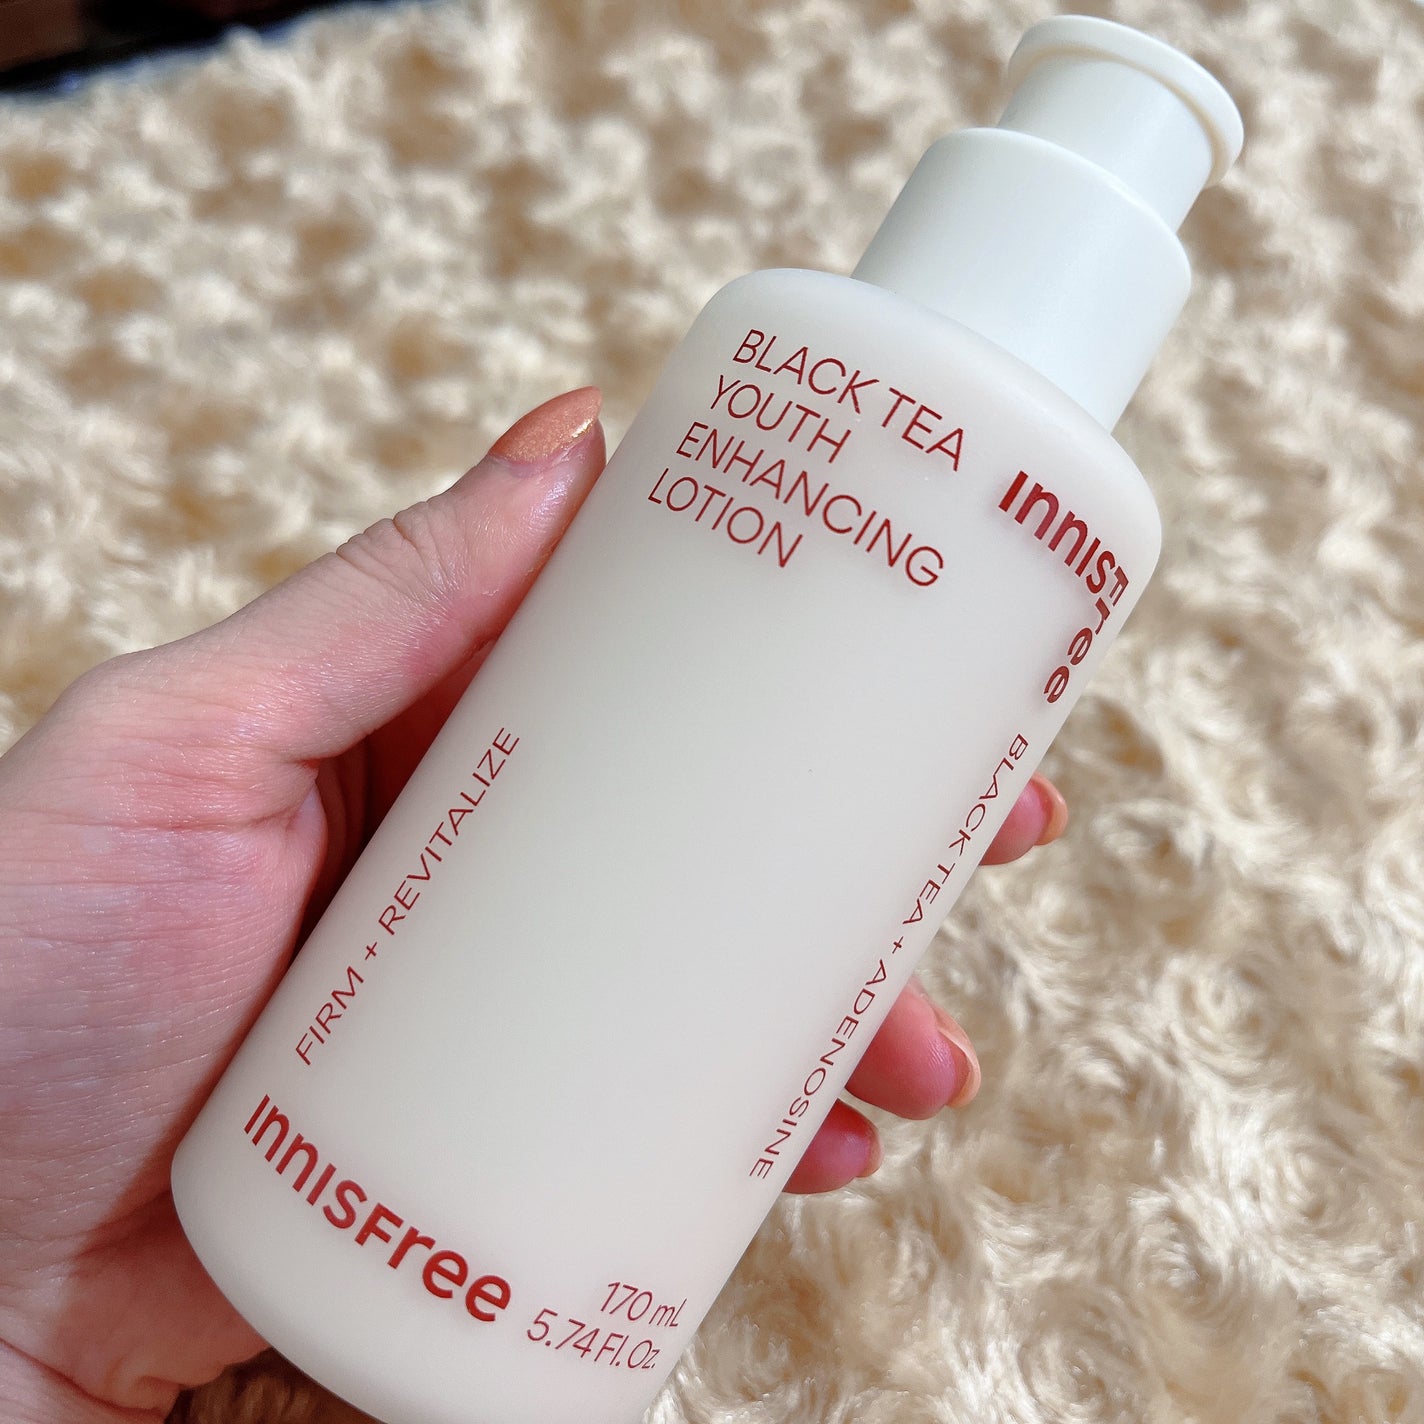 BLACK TEA
YOUTH
ENHANCING
LOTION
innisFree
BLACK TEA + ADENOSINE
FIRM + REVITALIZE
innisFree
170 mL
5.74 Fl. Oz.